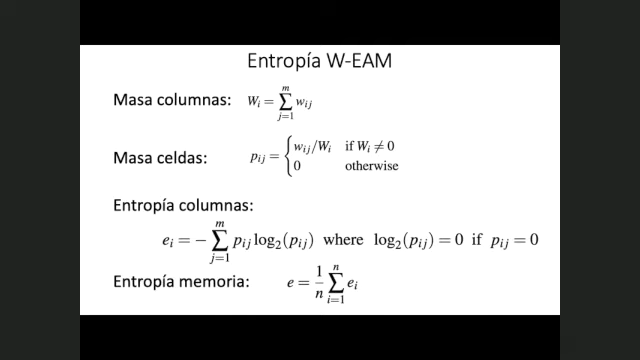 Entropía W-EAM
Masa columnas: W_i = \sum_{j=1}^{m} w_{ij}
Masa celdas: p_{ij} = \begin{cases} w_{ij}/W_i & \text{if } W_i \neq 0 \\ 0 & \text{otherwise} \end{cases}
Entropía columnas:
e_i = -\sum_{j=1}^{m} p_{ij} \log_2(p_{ij}) where \log_2(p_{ij}) = 0 if p_{ij} = 0
Entropía memoria: e = \frac{1}{n} \sum_{i=1}^{n} e_i